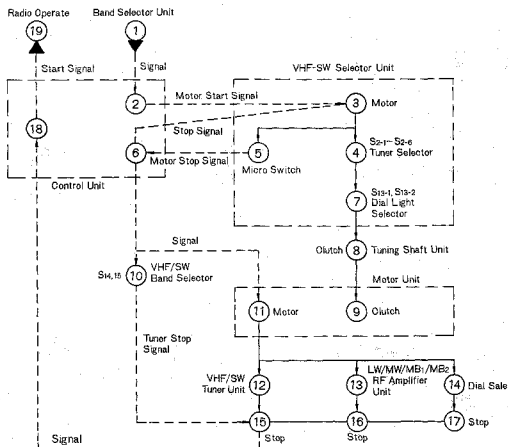 Radio Operate
Band Selector Unit
19
1
Start Signal
Signal
VHF-SW Selector Unit
2
Motor Start Signal
3
Motor
18
Stop Signal
S2-1~S2-6
6
Motor Stop Signal
5
4
Tuner Selector
Micro Switch
Control Unit
S13-1, S13-2
7
Dial Light
Selector
Signal
Clutch
8
Tuning Shaft Unit
VHF/SW
S14,15
10
Band Selector
Motor Unit
11
Motor
9
Clutch
Tuner Stop
Signal
VHF/SW
Tuner Unit
12
LW/MW/MB1/MB2
RF Amplifier
Unit
13
14
Dial Sale
15
16
17
Stop
Stop
Stop
Signal